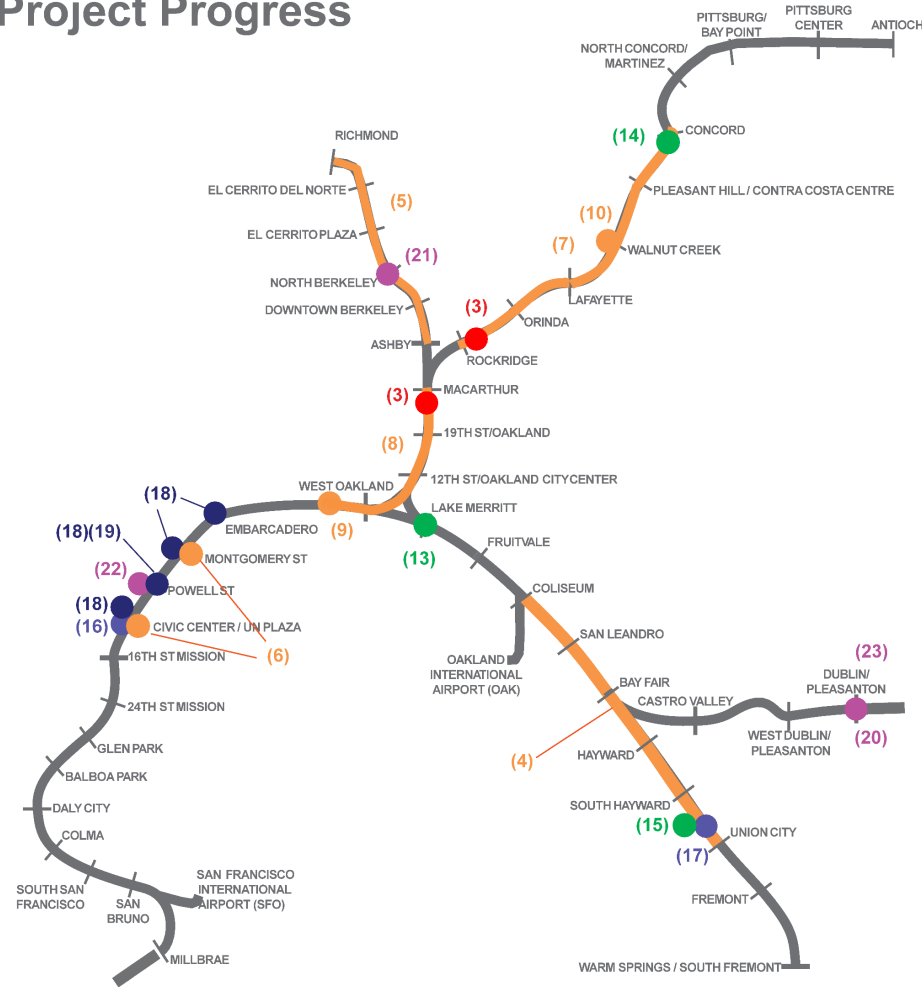 Project Progress
PITTSBURG/
BAY POINT
PITTSBURG
CENTER
ANTIOCH
NORTH CONCORD/
MARTINEZ
(14)
CONCORD
RICHMOND
EL CERRITO DEL NORTE
(5)
PLEASANT HILL / CONTRA COSTA CENTRE
(10)
EL CERRITO PLAZA
(7)
WALNUT CREEK
(21)
NORTH BERKELEY
LAFAYETTE
DOWNTOWN BERKELEY
(3)
ORINDA
ASHBY
ROCKRIDGE
MACARTHUR
(3)
19TH ST/OAKLAND
(8)
12TH ST/OAKLAND CITY CENTER
WEST OAKLAND
(18)
LAKE MERRITT
EMBARCADERO
(9)
(18)(19)
FRUITVALE
MONTGOMERY ST
(13)
(22)
POWELL ST
COLISEUM
(18)
(16)
CIVIC CENTER / UN PLAZA
SAN LEANDRO
(6)
16TH ST MISSION
OAKLAND
INTERNATIONAL
AIRPORT (OAK)
(23)
DUBLIN/
PLEASANTON
BAY FAIR
CASTRO VALLEY
24TH ST MISSION
WEST DUBLIN/
PLEASANTON
(20)
GLEN PARK
(4)
HAYWARD
BALBOA PARK
DALY CITY
SOUTH HAYWARD
(15)
UNION CITY
COLMA
(17)
SOUTH SAN
FRANCISCO
SAN
BRUNO
SAN FRANCISCO
INTERNATIONAL
AIRPORT (SFO)
FREMONT
MILLBRAE
WARM SPRINGS / SOUTH FREMONT